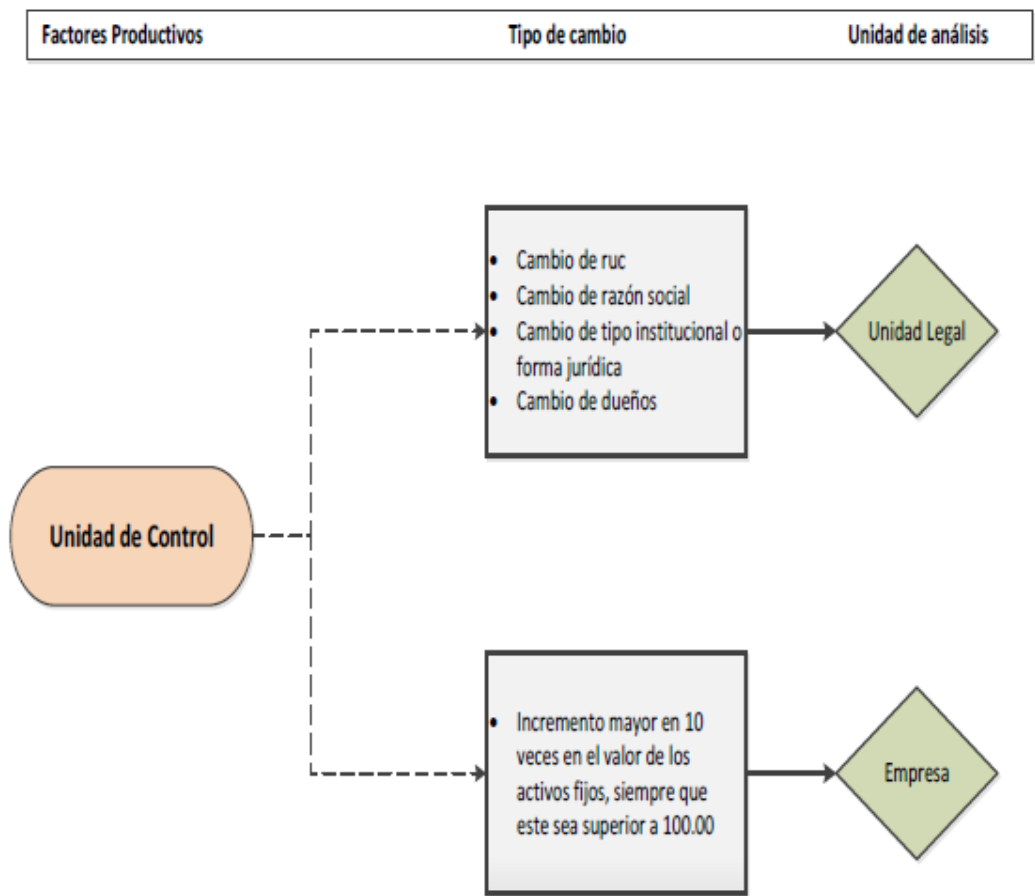 Factores Productivos Tipo de cambio Unidad de análisis
• Cambio de ruc
• Cambio de razón social
• Cambio de tipo institucional o
forma jurídica
• Cambio de dueños
Unidad Legal
Unidad de Control
• Incremento mayor en 10
veces en el valor de los
activos fijos, siempre que
este sea superior a 100.00
Empresa